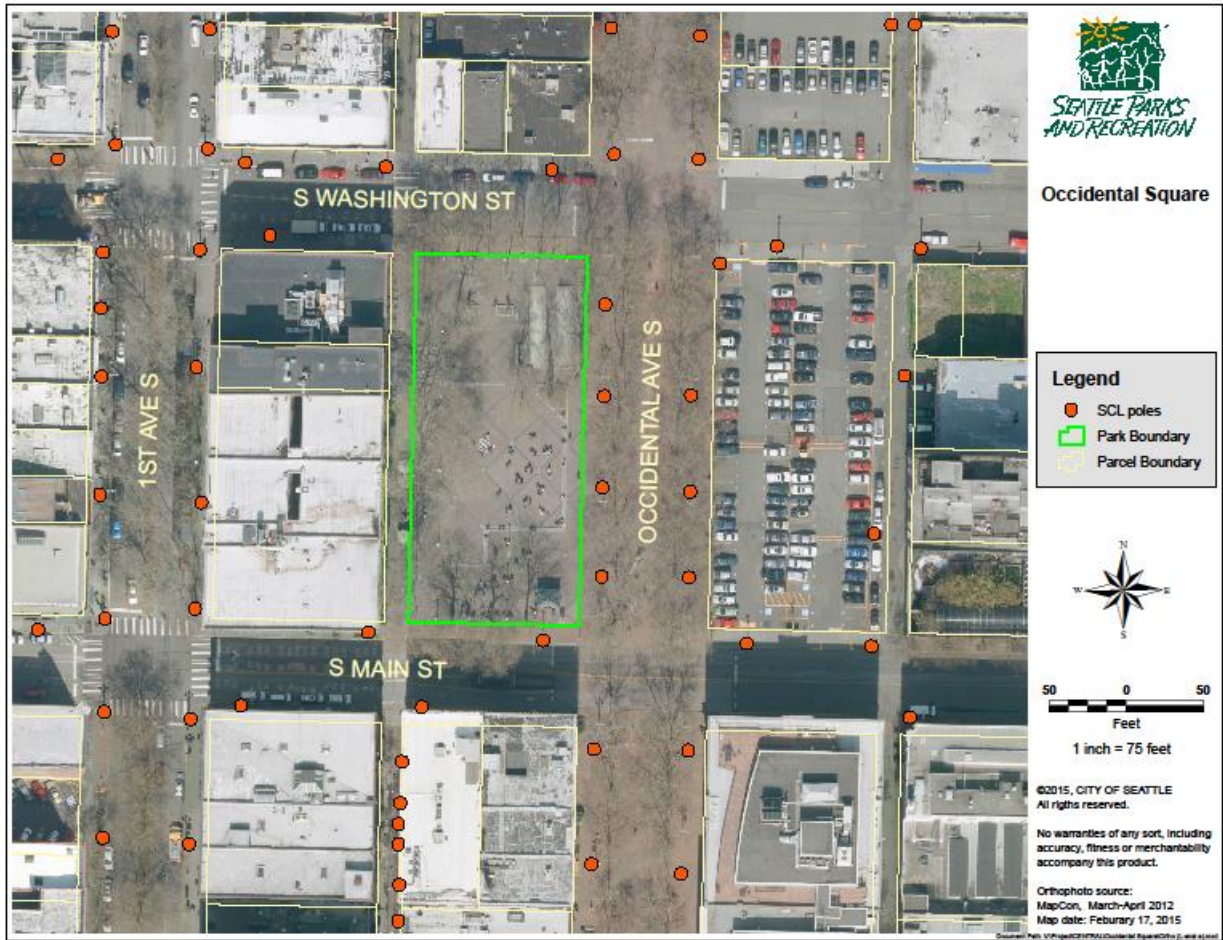 SEATTLE PARKS
AND RECREATION
Occidental Square
S WASHINGTON ST
1ST AVE S
OCCIDENTAL AVE S
S MAIN ST
Legend
SCL poles
Park Boundary
Parcel Boundary
N
W E
S
50 0 50
Feet
1 inch = 75 feet
©2015, CITY OF SEATTLE
All rigths reserved.
No warranties of any sort, including
accuracy, fitness or merchantability
accompany this product.
Orthophoto source:
MapCon, March-April 2012
Map date: Feburary 17, 2015